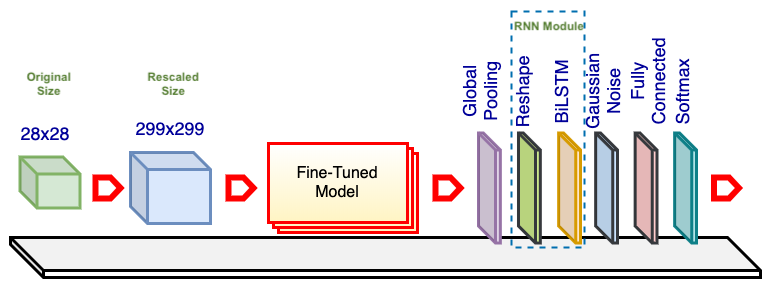 Original
Size
28x28
Rescaled
Size
299x299
Fine-Tuned
Model
RNN Module
Global
Pooling
Reshape
BiLSTM
Gaussian
Noise
Fully
Connected
Softmax